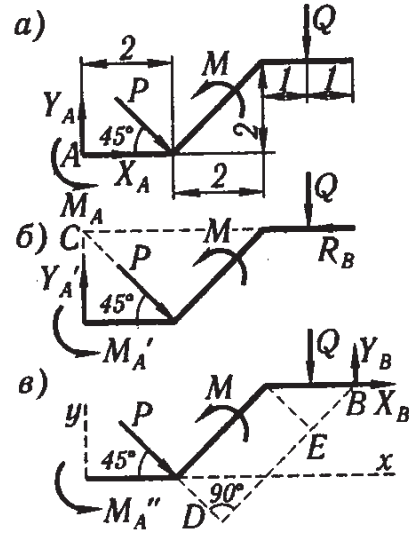 а)
Q
2
P
M
1
1
Y_A
45°
2
A
X_A
M_A
2
Q
б)
C
M
R_B
P
Y_A'
45°
M_A'
Q
Y_B
в)
M
B
X_B
y
P
E
45°
x
90°
M_A''
D